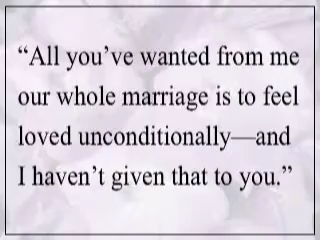 “All you’ve wanted from me
our whole marriage is to feel
loved unconditionally—and
I haven’t given that to you.”